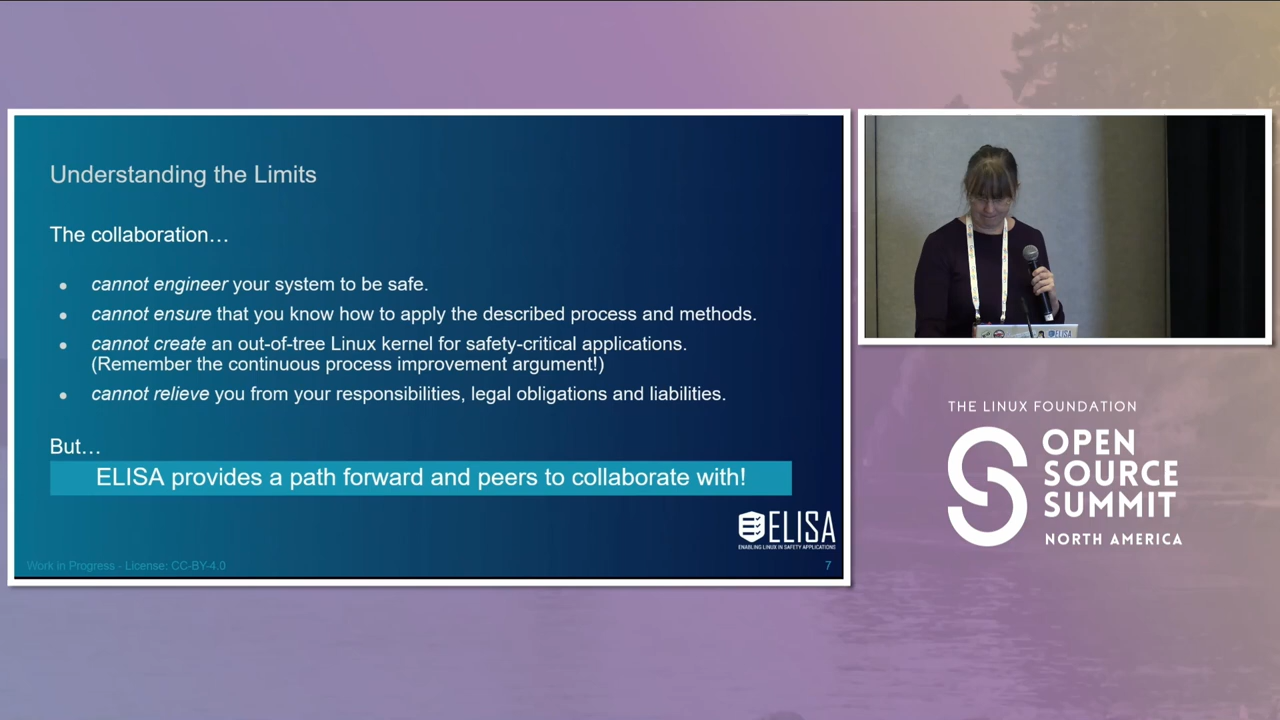 Understanding the Limits
The collaboration…
● cannot engineer your system to be safe.
● cannot ensure that you know how to apply the described process and methods.
● cannot create an out-of-tree Linux kernel for safety-critical applications.
(Remember the continuous process improvement argument!)
● cannot relieve you from your responsibilities, legal obligations and liabilities.
But…
ELISA provides a path forward and peers to collaborate with!
ELISA
ENABLING LINUX IN SAFETY APPLICATIONS
Work in Progress - License: CC-BY-4.0
7
ELISA
THE LINUX FOUNDATION
OPEN
SOURCE
SUMMIT
NORTH AMERICA